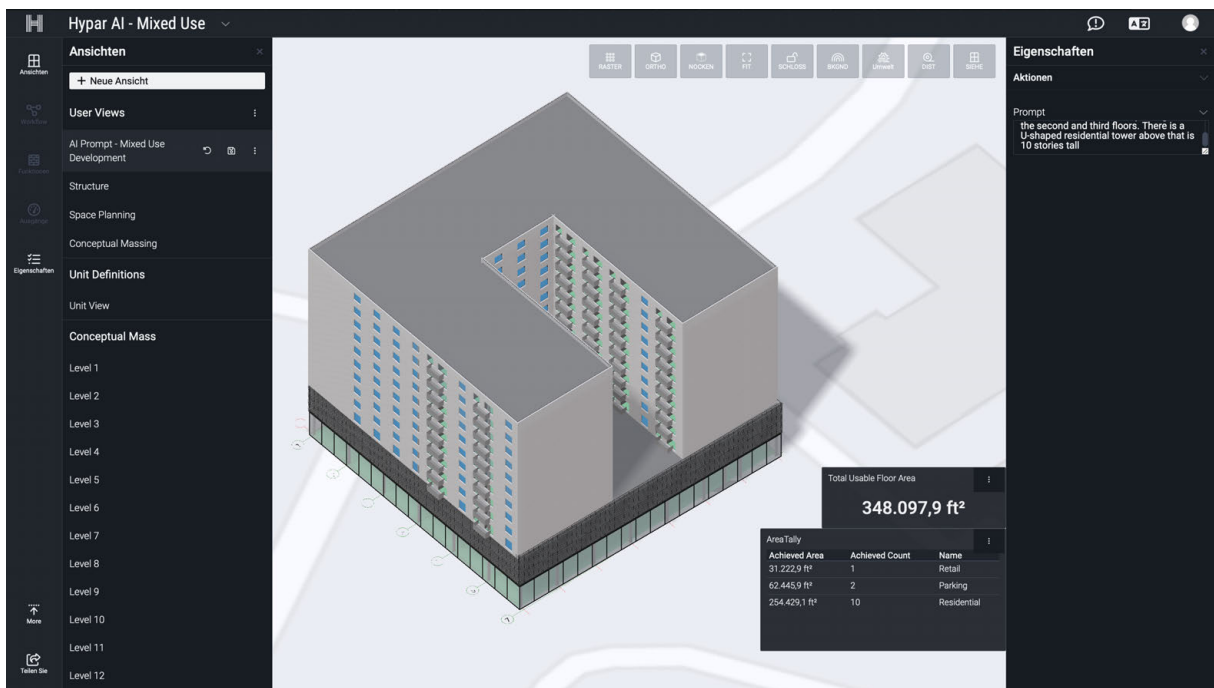 Hypar AI - Mixed Use
Ansichten
Workflow
Funktionen
Ausgänge
Eigenschaften
More
Teilen Sie
Ansichten
+ Neue Ansicht
User Views
AI Prompt - Mixed Use
Development
Structure
Space Planning
Conceptual Massing
Unit Definitions
Unit View
Conceptual Mass
Level 1
Level 2
Level 3
Level 4
Level 5
Level 6
Level 7
Level 8
Level 9
Level 10
Level 11
Level 12
RASTER
ORTHO
NOCKEN
FIT
SCHLOSS
BKGND
Umwelt
DIST
SIEHE
Total Usable Floor Area
348.097,9 ft²
AreaTally
Achieved Area Achieved Count Name
31.222,9 ft² 1 Retail
62.445,9 ft² 2 Parking
254.429,1 ft² 10 Residential
Eigenschaften
Aktionen
Prompt
the second and third floors. There is a
U-shaped residential tower above that is
10 stories tall